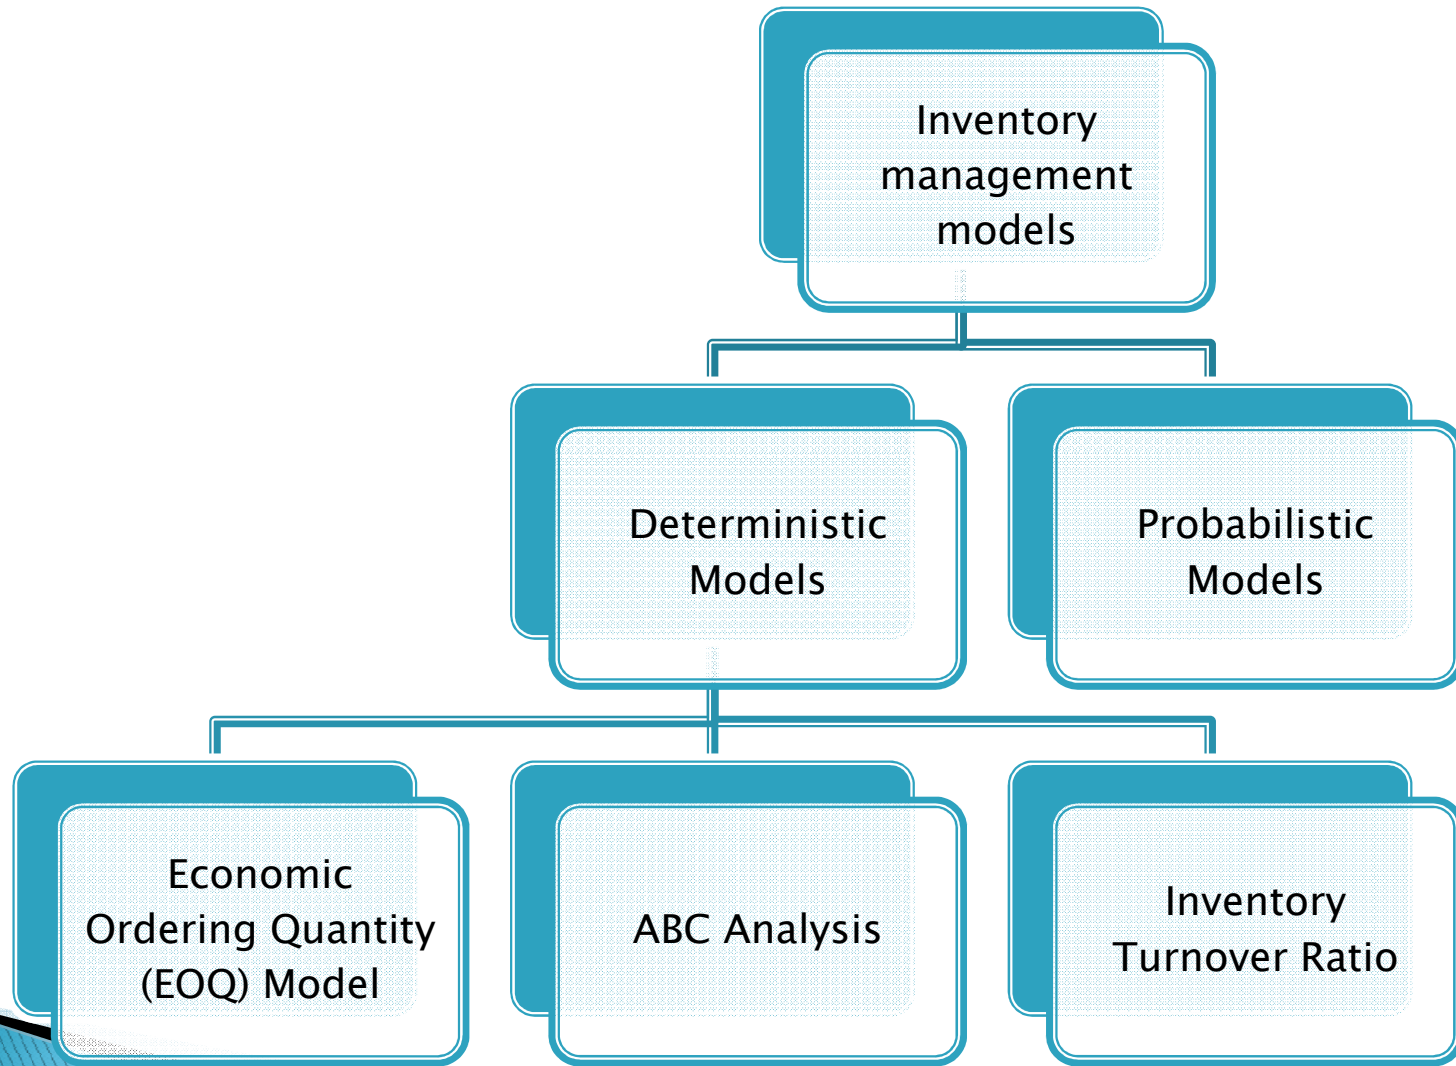 Inventory
management
models
Deterministic
Models
Probabilistic
Models
Economic
Ordering Quantity
(EOQ) Model
ABC Analysis
Inventory
Turnover Ratio